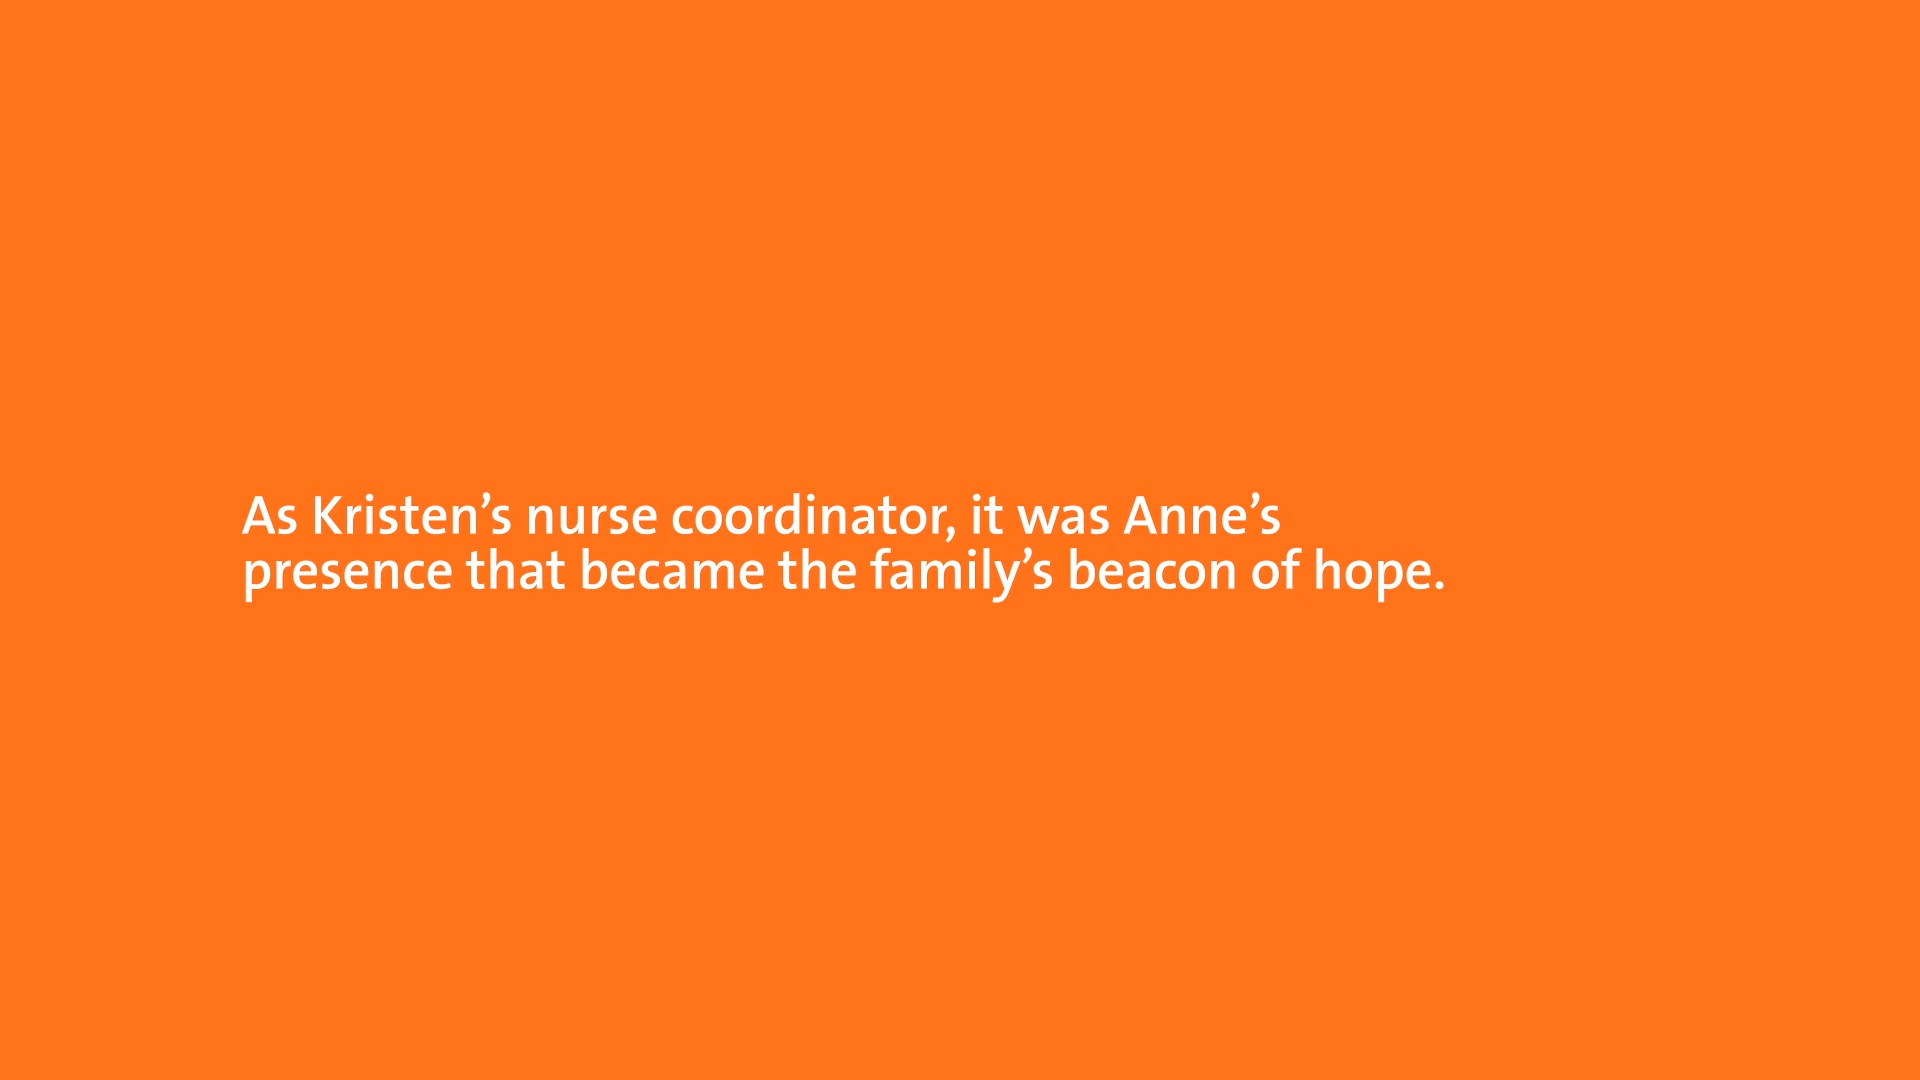 As Kristen’s nurse coordinator, it was Anne’s
presence that became the family’s beacon of hope.